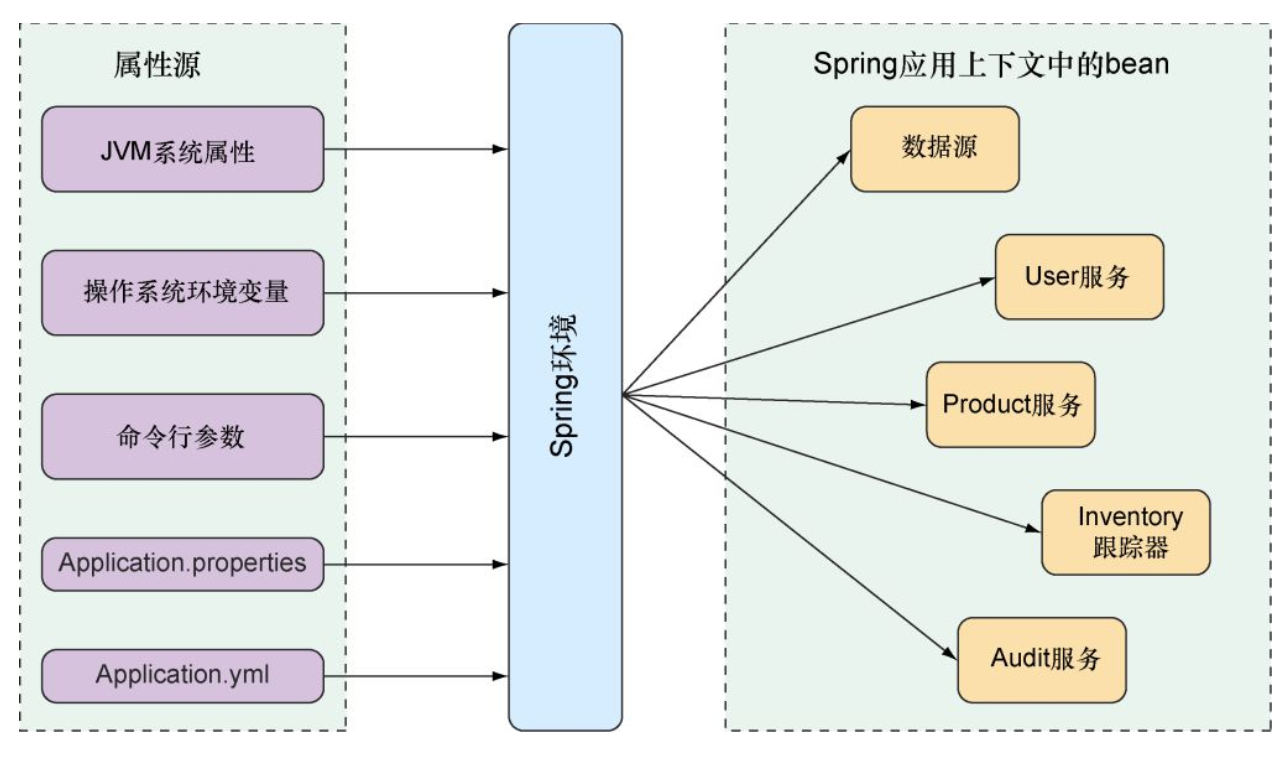 属性源
JVM系统属性
操作系统环境变量
命令行参数
Application.properties
Application.yml
Spring环境
Spring应用上下文中的bean
数据源
User服务
Product服务
Inventory
跟踪器
Audit服务